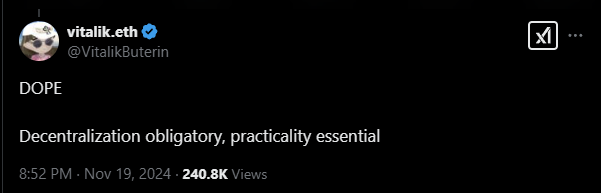 vitalik.eth
@VitalikButerin
DOPE
Decentralization obligatory, practicality essential
8:52 PM · Nov 19, 2024 · 240.8K Views